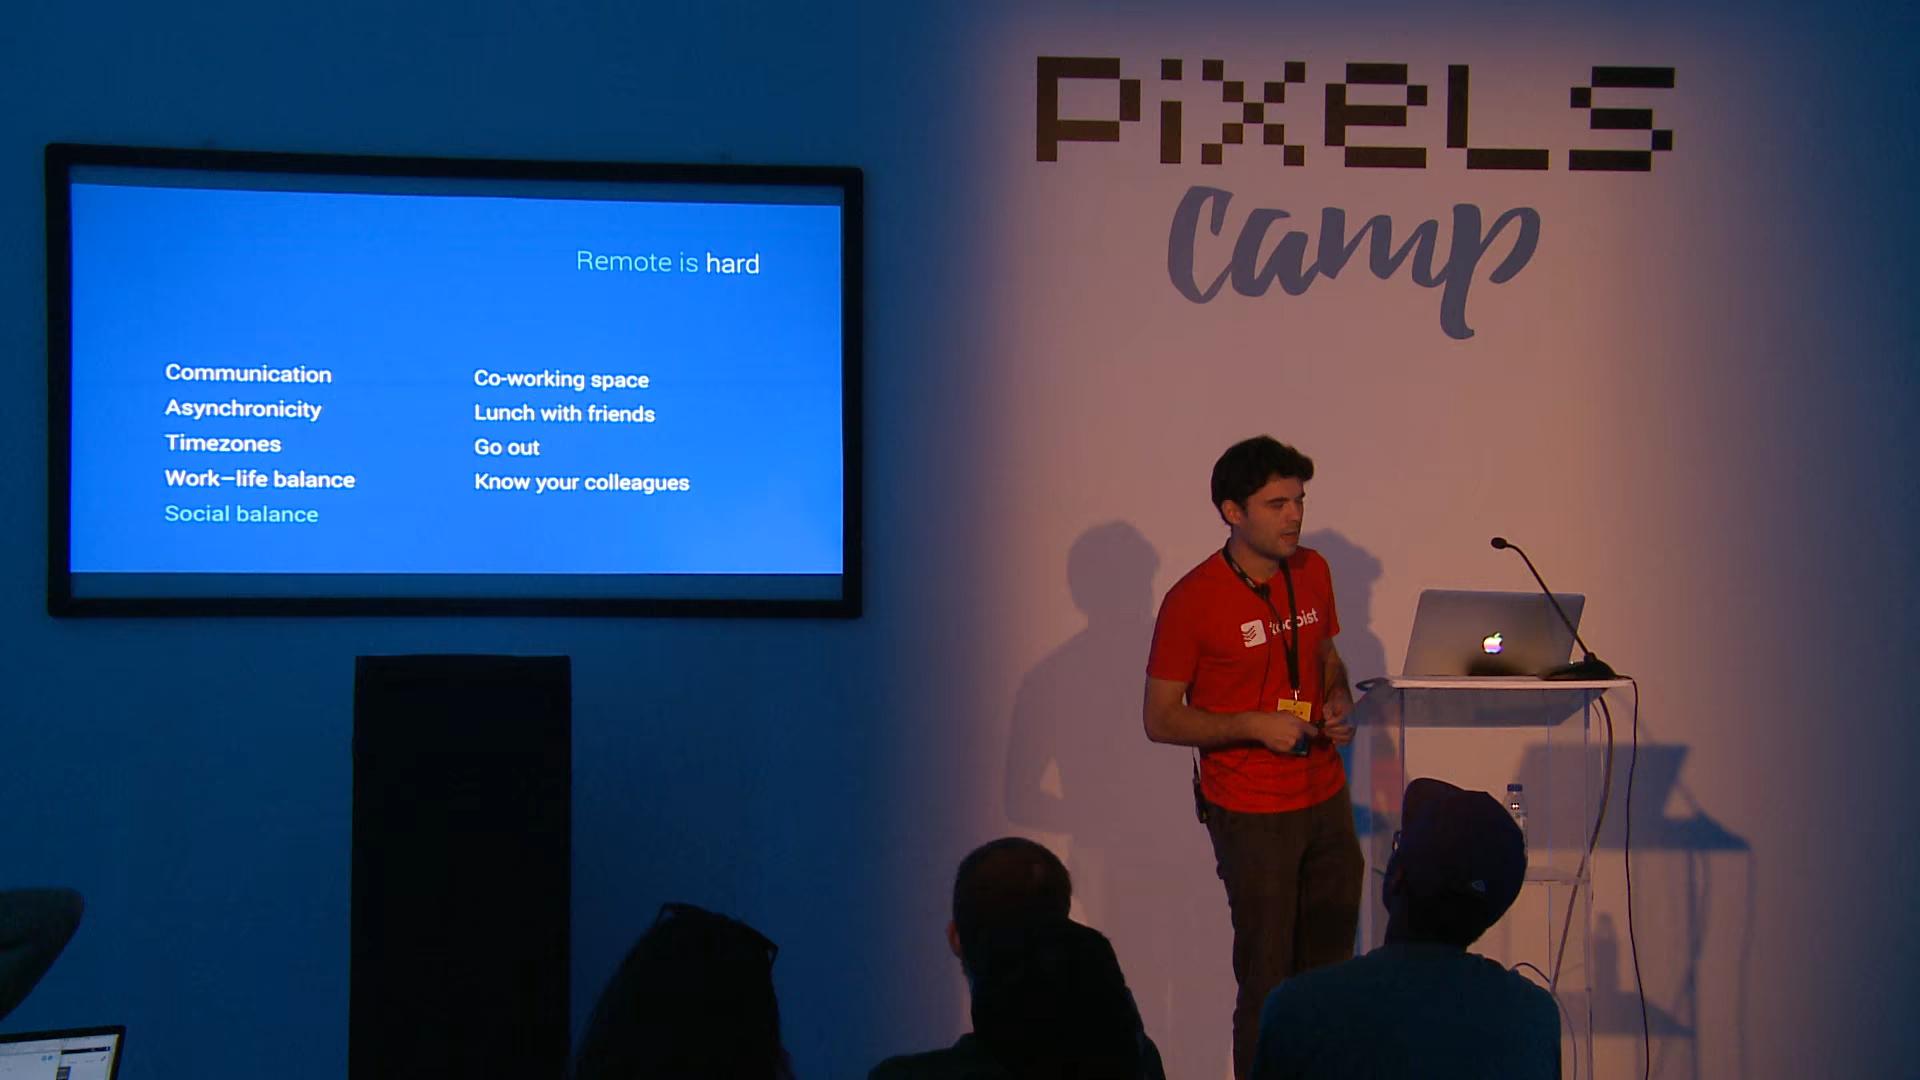 Remote is hard
Communication
Asynchronicity
Timezones
Work–life balance
Social balance
Co-working space
Lunch with friends
Go out
Know your colleagues
pixels
camp
todoist